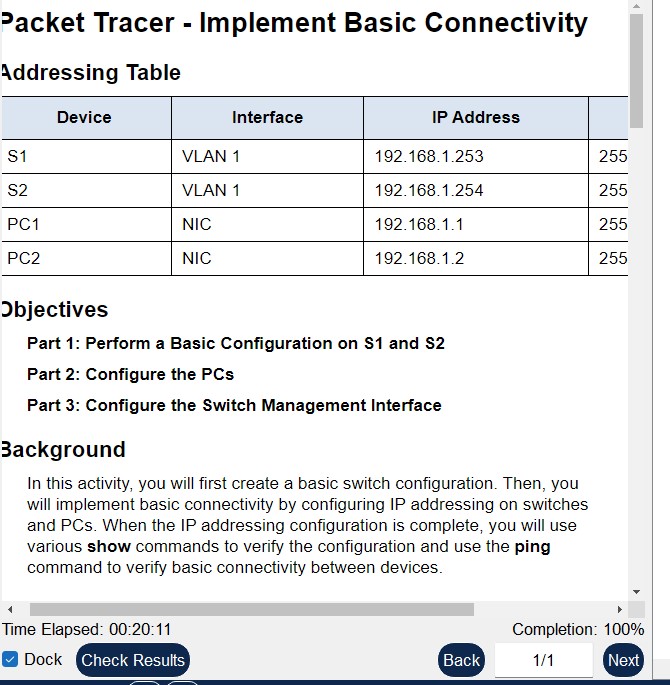 Packet Tracer - Implement Basic Connectivity
Addressing Table
Device Interface IP Address
S1 VLAN 1 192.168.1.253 255
S2 VLAN 1 192.168.1.254 255
PC1 NIC 192.168.1.1 255
PC2 NIC 192.168.1.2 255
Objectives
Part 1: Perform a Basic Configuration on S1 and S2
Part 2: Configure the PCs
Part 3: Configure the Switch Management Interface
Background
In this activity, you will first create a basic switch configuration. Then, you
will implement basic connectivity by configuring IP addressing on switches
and PCs. When the IP addressing configuration is complete, you will use
various show commands to verify the configuration and use the ping
command to verify basic connectivity between devices.
Time Elapsed: 00:20:11 Completion: 100%
Dock Check Results Back 1/1 Next